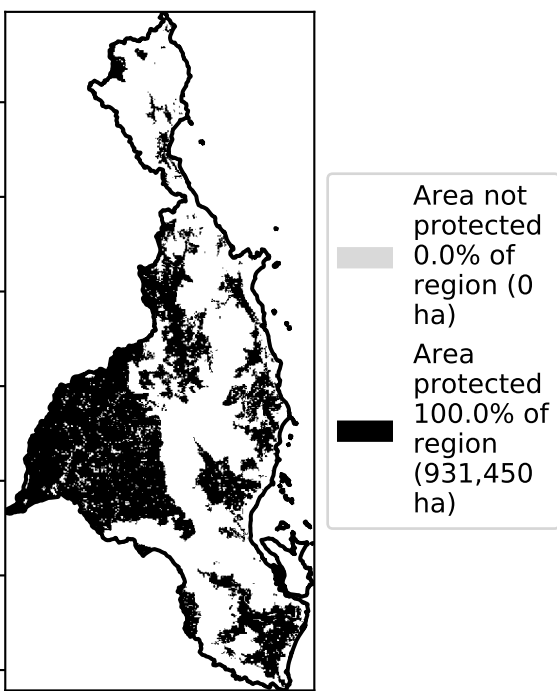 Area not
protected
0.0% of
region (0
ha)
Area
protected
100.0% of
region
(931,450
ha)